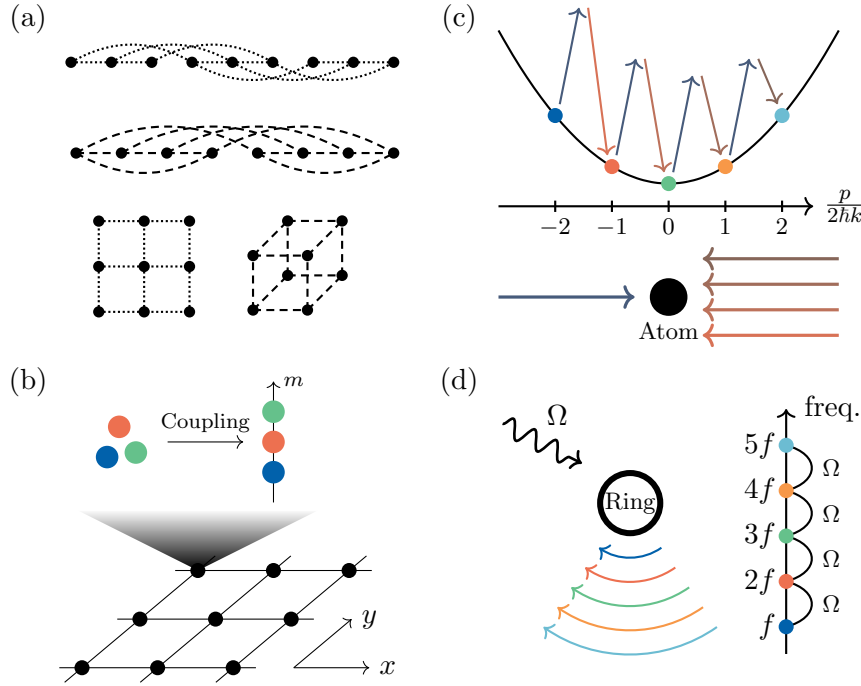 (a)
(c)
p/2ħk
−2 −1 0 1 2
Atom
(b)
m
Coupling
y
x
(d)
Ω
Ring
freq.
5f
Ω
4f
Ω
3f
Ω
2f
Ω
f